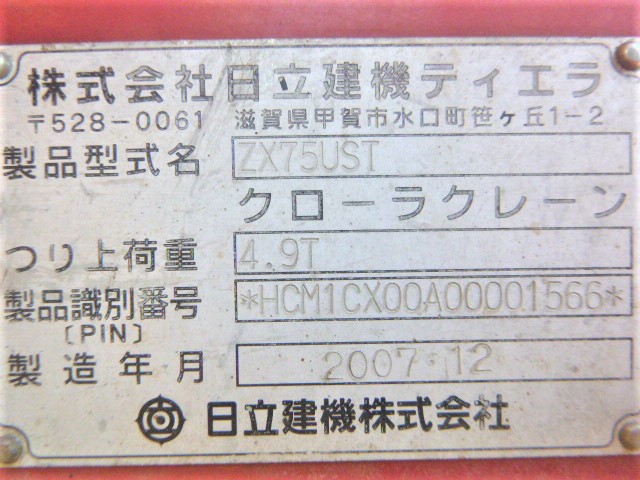 株式会社日立建機ティエラ
〒528-0061 滋賀県甲賀市水口町笹ヶ丘1-2
製品型式名 ZX75UST
クローラクレーン
つり上荷重 4.9T
製品識別番号 *HCM1CX00A00001566*
〔PIN〕
製造年月 2007.12
日立建機株式会社